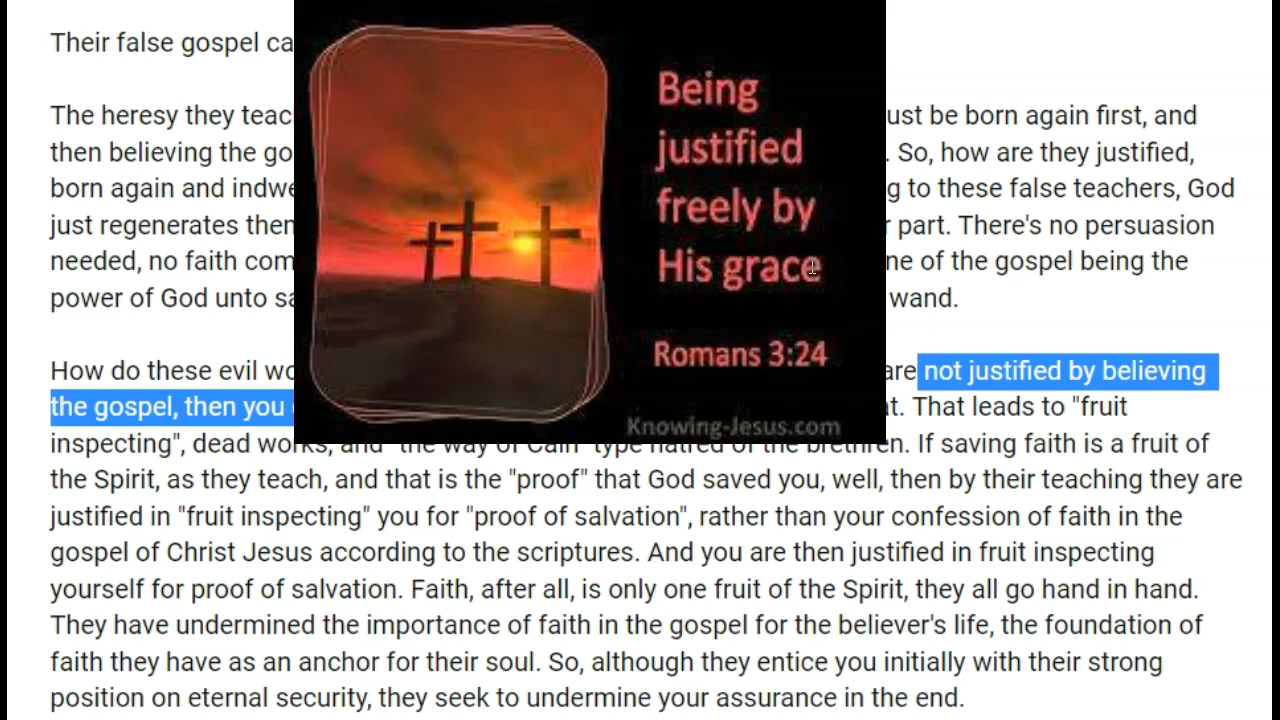 Their false gospel ca
The heresy they teac
ust be born again first, and
then believing the go
. So, how are they justified,
born again and indwe
g to these false teachers, God
just regenerates then
r part. There's no persuasion
needed, no faith com
ne of the gospel being the
power of God unto sa
wand.
How do these evil wo
are not justified by believing
the gospel, then you
at. That leads to "fruit
Being
justified
freely by
His grace
Romans 3:24
Knowing-Jesus.com
inspecting", dead works, and "the way of Cain" type hatred of the brethren. If saving faith is a fruit of
the Spirit, as they teach, and that is the "proof" that God saved you, well, then by their teaching they are
justified in "fruit inspecting" you for "proof of salvation", rather than your confession of faith in the
gospel of Christ Jesus according to the scriptures. And you are then justified in fruit inspecting
yourself for proof of salvation. Faith, after all, is only one fruit of the Spirit, they all go hand in hand.
They have undermined the importance of faith in the gospel for the believer's life, the foundation of
faith they have as an anchor for their soul. So, although they entice you initially with their strong
position on eternal security, they seek to undermine your assurance in the end.